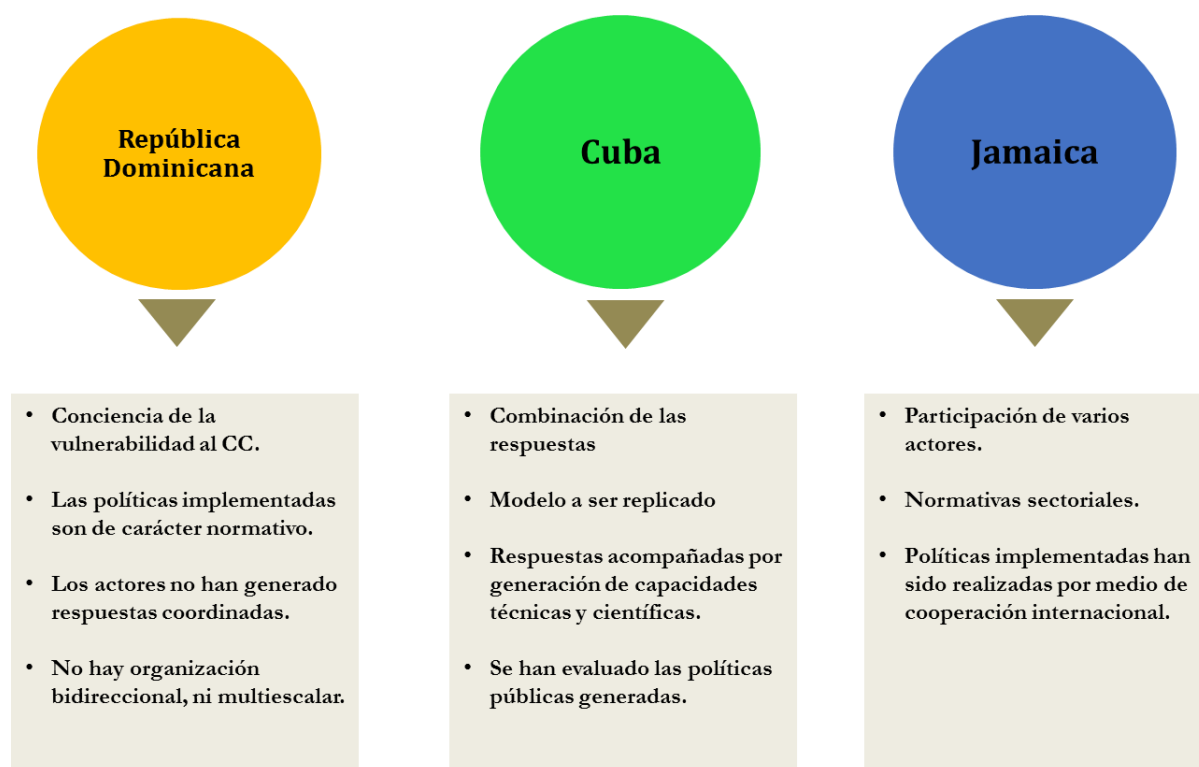 República
Dominicana
Cuba
Jamaica
• Conciencia de la
vulnerabilidad al CC.
• Las políticas implementadas
son de carácter normativo.
• Los actores no han generado
respuestas coordinadas.
• No hay organización
bidireccional, ni multiescalar.
• Combinación de las
respuestas
• Modelo a ser replicado
• Respuestas acompañadas por
generación de capacidades
técnicas y científicas.
• Se han evaluado las políticas
públicas generadas.
• Participación de varios
actores.
• Normativas sectoriales.
• Políticas implementadas han
sido realizadas por medio de
cooperación internacional.